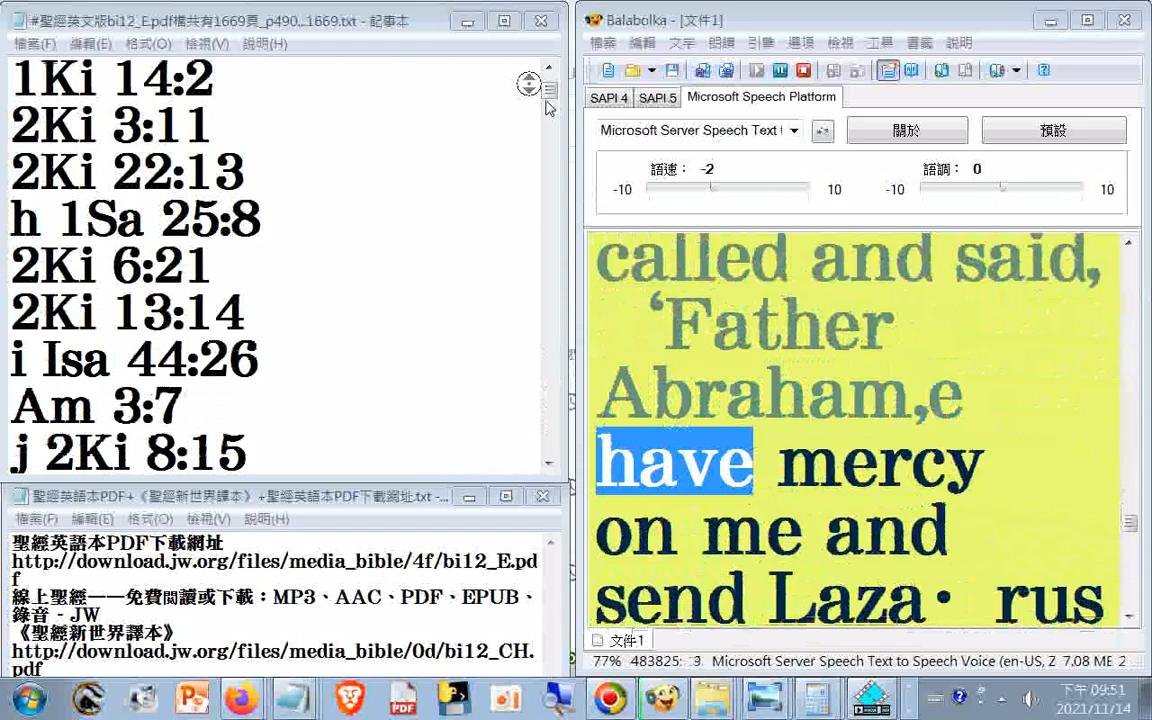 #聖經英文版bi12_E.pdf橫共有1669頁_p490,..1669.txt - 記事本
檔案(F) 編輯(E) 格式(O) 檢視(V) 說明(H)
1Ki 14:2
2Ki 3:11
2Ki 22:13
h 1Sa 25:8
2Ki 6:21
2Ki 13:14
i Isa 44:26
Am 3:7
j 2Ki 8:15
聖經英語本PDF+《聖經新世界譯本》+聖經英語本PDF下載網址.txt - ...
檔案(F) 編輯(E) 格式(O) 檢視(V) 說明(H)
聖經英語本PDF下載網址
http://download.jw.org/files/media_bible/4f/bi12_E.pd
f
線上聖經——免費閱讀或下載：MP3、AAC、PDF、EPUB、
錄音 - JW
《聖經新世界譯本》
http://download.jw.org/files/media_bible/0d/bi12_CH.
pdf
Balabolka - [文件1]
檔案 編輯 文字 朗讀 引擎 選項 檢視 工具 書籤 說明
SAPI 4 SAPI 5 Microsoft Speech Platform
Microsoft Server Speech Text 關於 預設
語速： -2 語調： 0
-10 10 -10 10
called and said,
‘Father
Abraham,e
have mercy
on me and
send Laza· rus
文件1
77% 483825: Microsoft Server Speech Text to Speech Voice (en-US, Z 7.08 ME 2
PDF
下午 09:51
2021/11/14